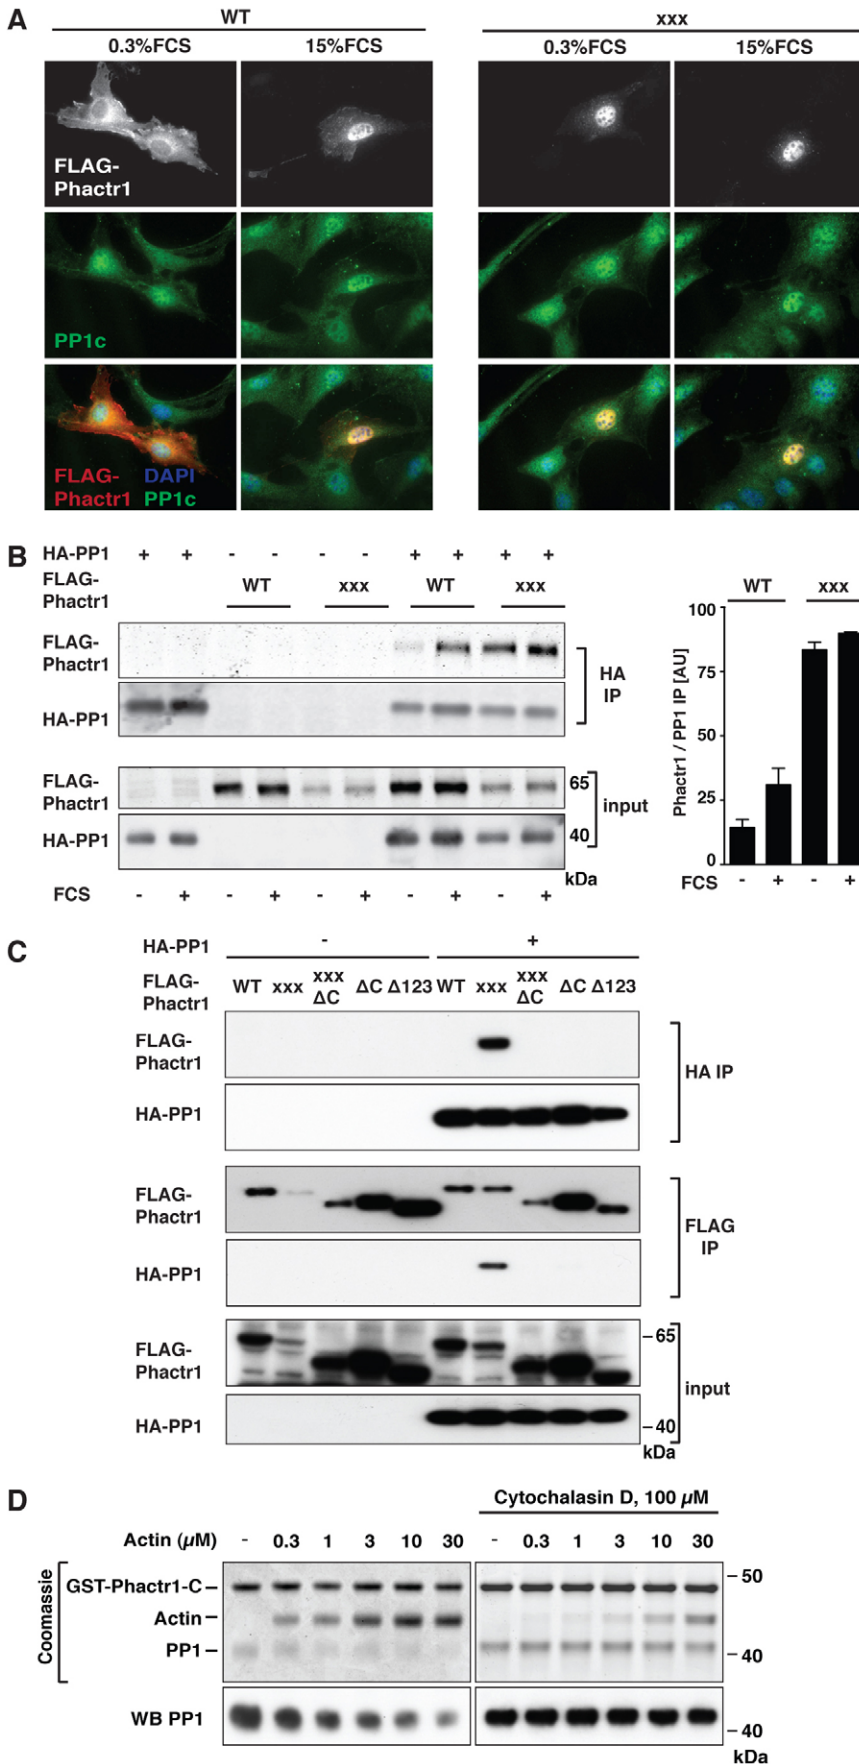 A
WT
xxx
0.3%FCS 15%FCS 0.3%FCS 15%FCS
FLAG-
Phactr1
PP1c
FLAG- DAPI
Phactr1 PP1c
B
HA-PP1 + + - - - - + + + +
FLAG-
Phactr1
WT xxx WT xxx
FLAG-
Phactr1
HA-PP1
HA
IP
FLAG-
Phactr1
HA-PP1
65
40
input
kDa
FCS - + - + - + - + - +
WT xxx
Phactr1 / PP1 IP [AU]
100
75
50
25
0
FCS - + - +
C
HA-PP1 - +
FLAG-
Phactr1
WT xxx xxx ΔC ΔC Δ123 WT xxx xxx ΔC ΔC Δ123
FLAG-
Phactr1
HA-PP1
HA IP
FLAG-
Phactr1
HA-PP1
FLAG
IP
FLAG-
Phactr1
HA-PP1
65
40
input
kDa
D
Cytochalasin D, 100 µM
Actin (µM) - 0.3 1 3 10 30 - 0.3 1 3 10 30
Coomassie
GST-Phactr1-C
Actin
PP1
50
40
WB PP1
40
kDa